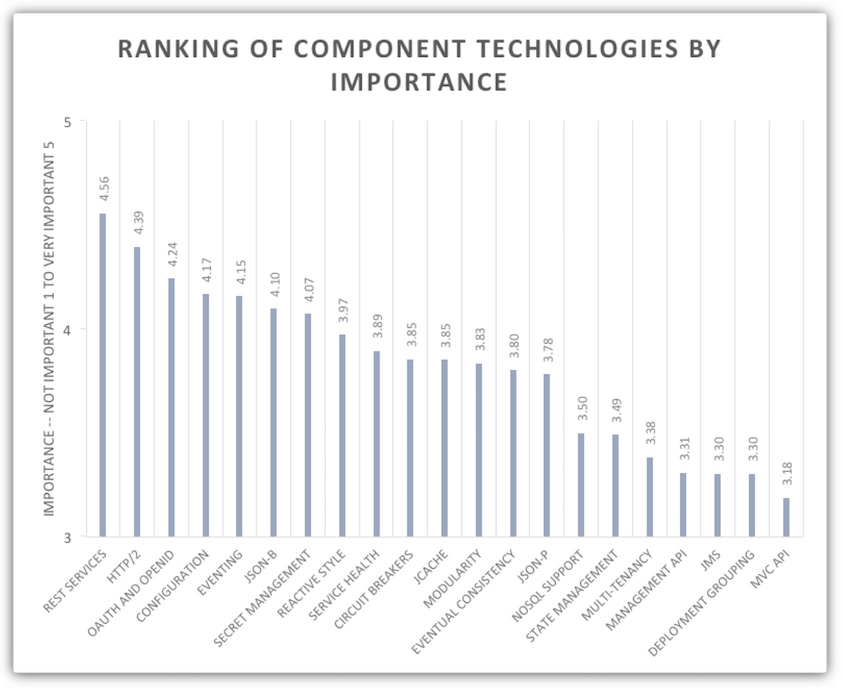 RANKING OF COMPONENT TECHNOLOGIES BY
IMPORTANCE
IMPORTANCE -- NOT IMPORTANT 1 TO VERY IMPORTANT 5
5
4
3
4.56
4.39
4.24
4.17
4.15
4.10
4.07
3.97
3.89
3.85
3.85
3.83
3.80
3.78
3.50
3.49
3.38
3.31
3.30
3.30
3.18
REST SERVICES
HTTP/2
OAUTH AND OPENID
CONFIGURATION
EVENTING
JSON-B
SECRET MANAGEMENT
REACTIVE STYLE
SERVICE HEALTH
CIRCUIT BREAKERS
JCACHE
MODULARITY
EVENTUAL CONSISTENCY
JSON-P
NOSQL SUPPORT
STATE MANAGEMENT
MULTI-TENANCY
MANAGEMENT API
JMS
DEPLOYMENT GROUPING
MVC API